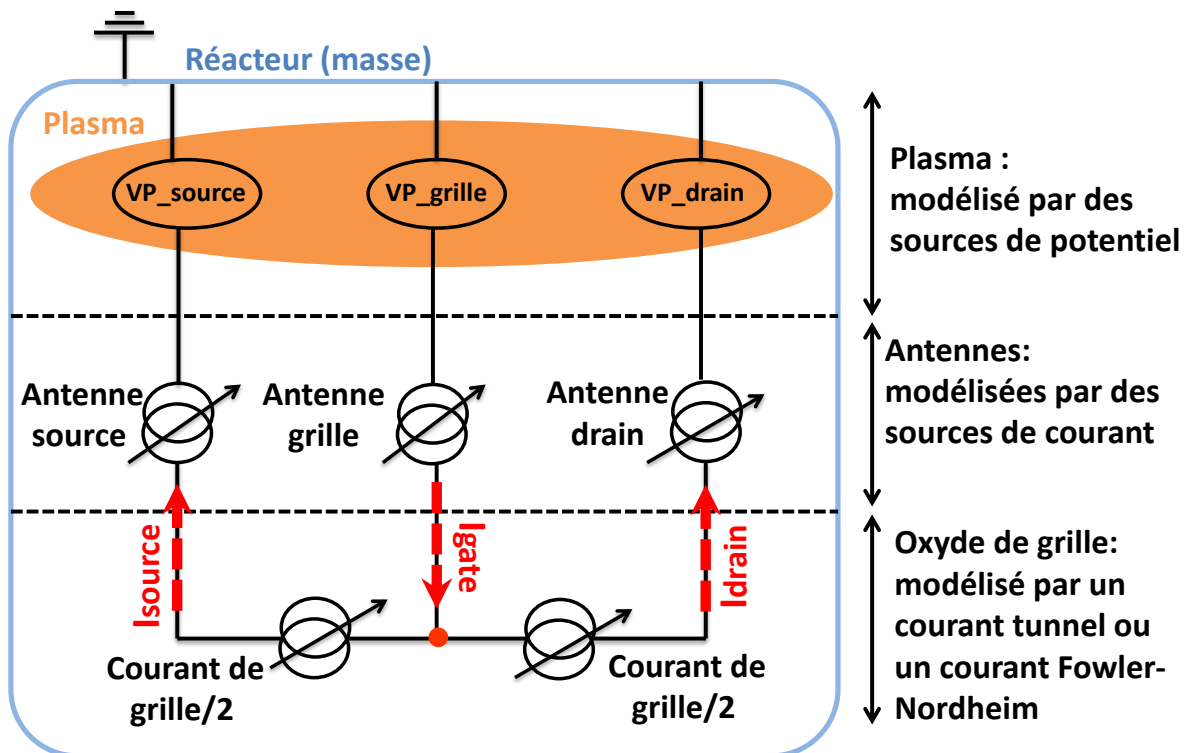 Réacteur (masse)
Plasma
VP_source
VP_grille
VP_drain
Plasma :
modélisé par des
sources de potentiel
Antenne
source
Antenne
grille
Antenne
drain
Antennes:
modélisées par des
sources de courant
Isource
Igate
Idrain
Courant de
grille/2
Courant de
grille/2
Oxyde de grille:
modélisé par un
courant tunnel ou
un courant Fowler-
Nordheim